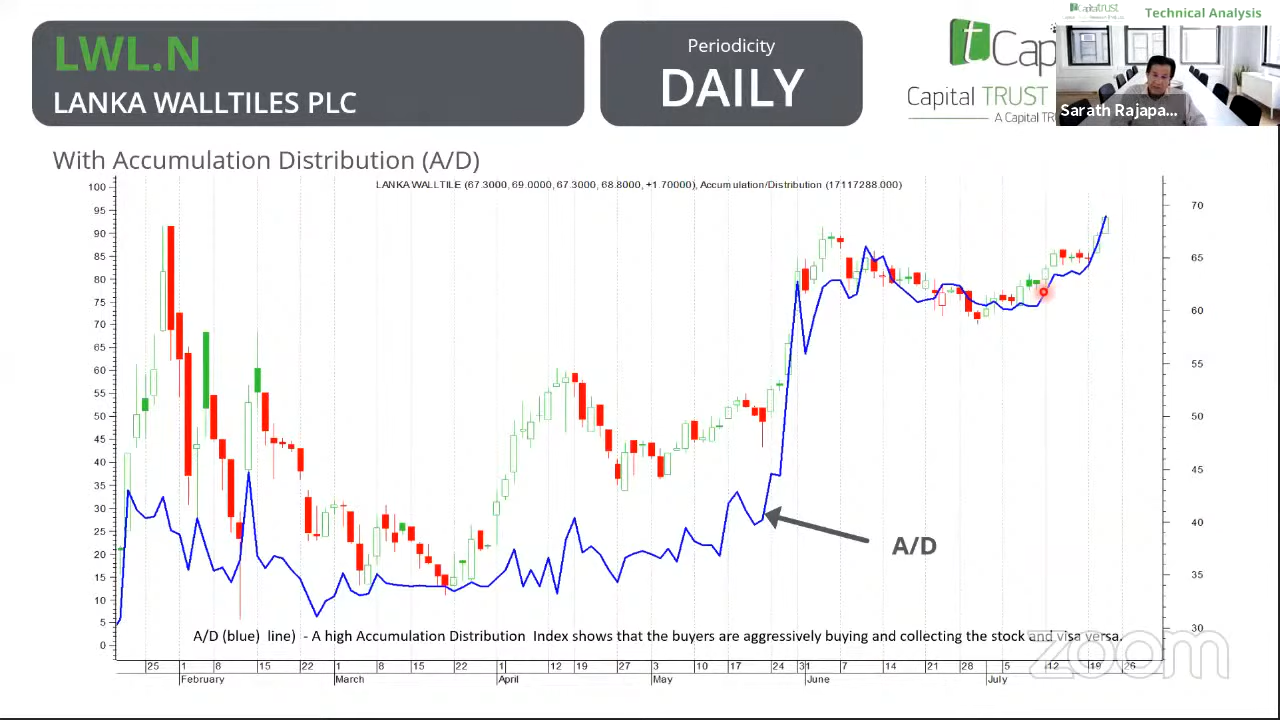 LWL.N
LANKA WALLTILES PLC
Periodicity
DAILY
Capital TRUST
A Capital
Technical Analysis
Sarath Rajapa...
With Accumulation Distribution (A/D)
LANKA WALLTILE (67.3000, 69.0000, 67.3000, 68.8000, +1.70000), Accumulation/Distribution (17117288.000)
100
95
90
85
80
75
70
65
60
55
50
45
40
35
30
25
20
15
10
5
0
70
65
60
55
50
45
40
35
30
A/D
A/D (blue) line) - A high Accumulation Distribution Index shows that the buyers are aggressively buying and collecting the stock and visa versa.
zoom
25 1 8 15 22 1 8 15 22 1 12 19 27 3 10 17 24 31 7 14 21 28 5 12 19 26
February March April May June July